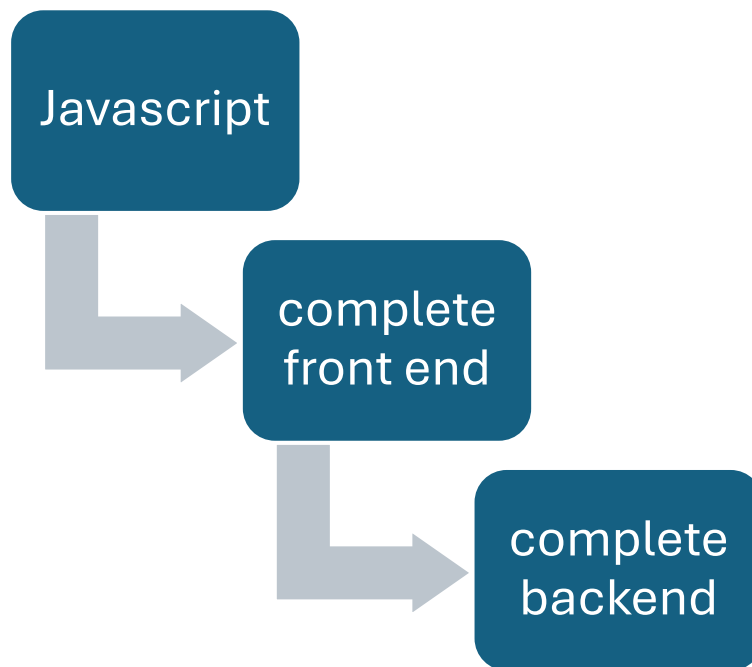 Javascript
complete
front end
complete
backend